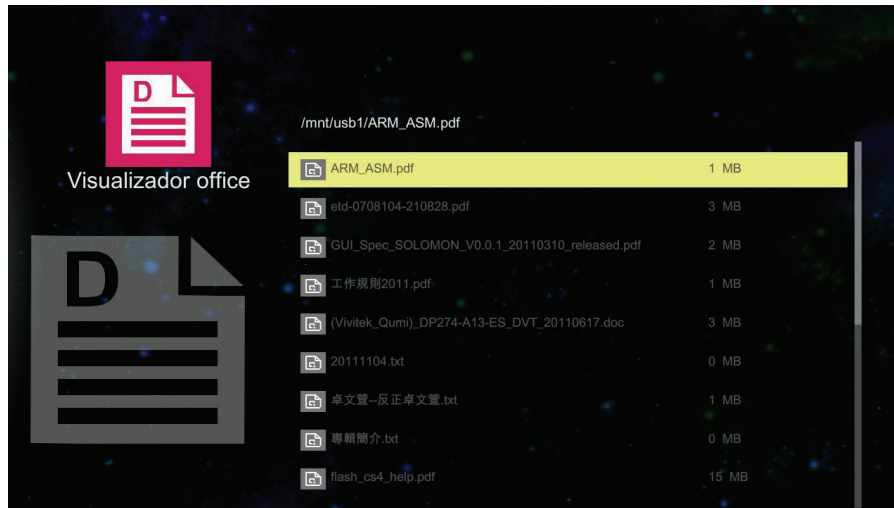 D
Visualizador office
D
/mnt/usb1/ARM_ASM.pdf
ARM_ASM.pdf 1 MB
etd-0708104-210828.pdf 3 MB
GUI_Spec_SOLOMON_V0.0.1_20110310_released.pdf 2 MB
工作規則2011.pdf 1 MB
(Vivitek_Qumi)_DP274-A13-ES_DVT_20110617.doc 3 MB
20111104.txt 0 MB
卓文萱--反正卓文萱.txt 1 MB
專輯簡介.txt 0 MB
flash_cs4_help.pdf 15 MB